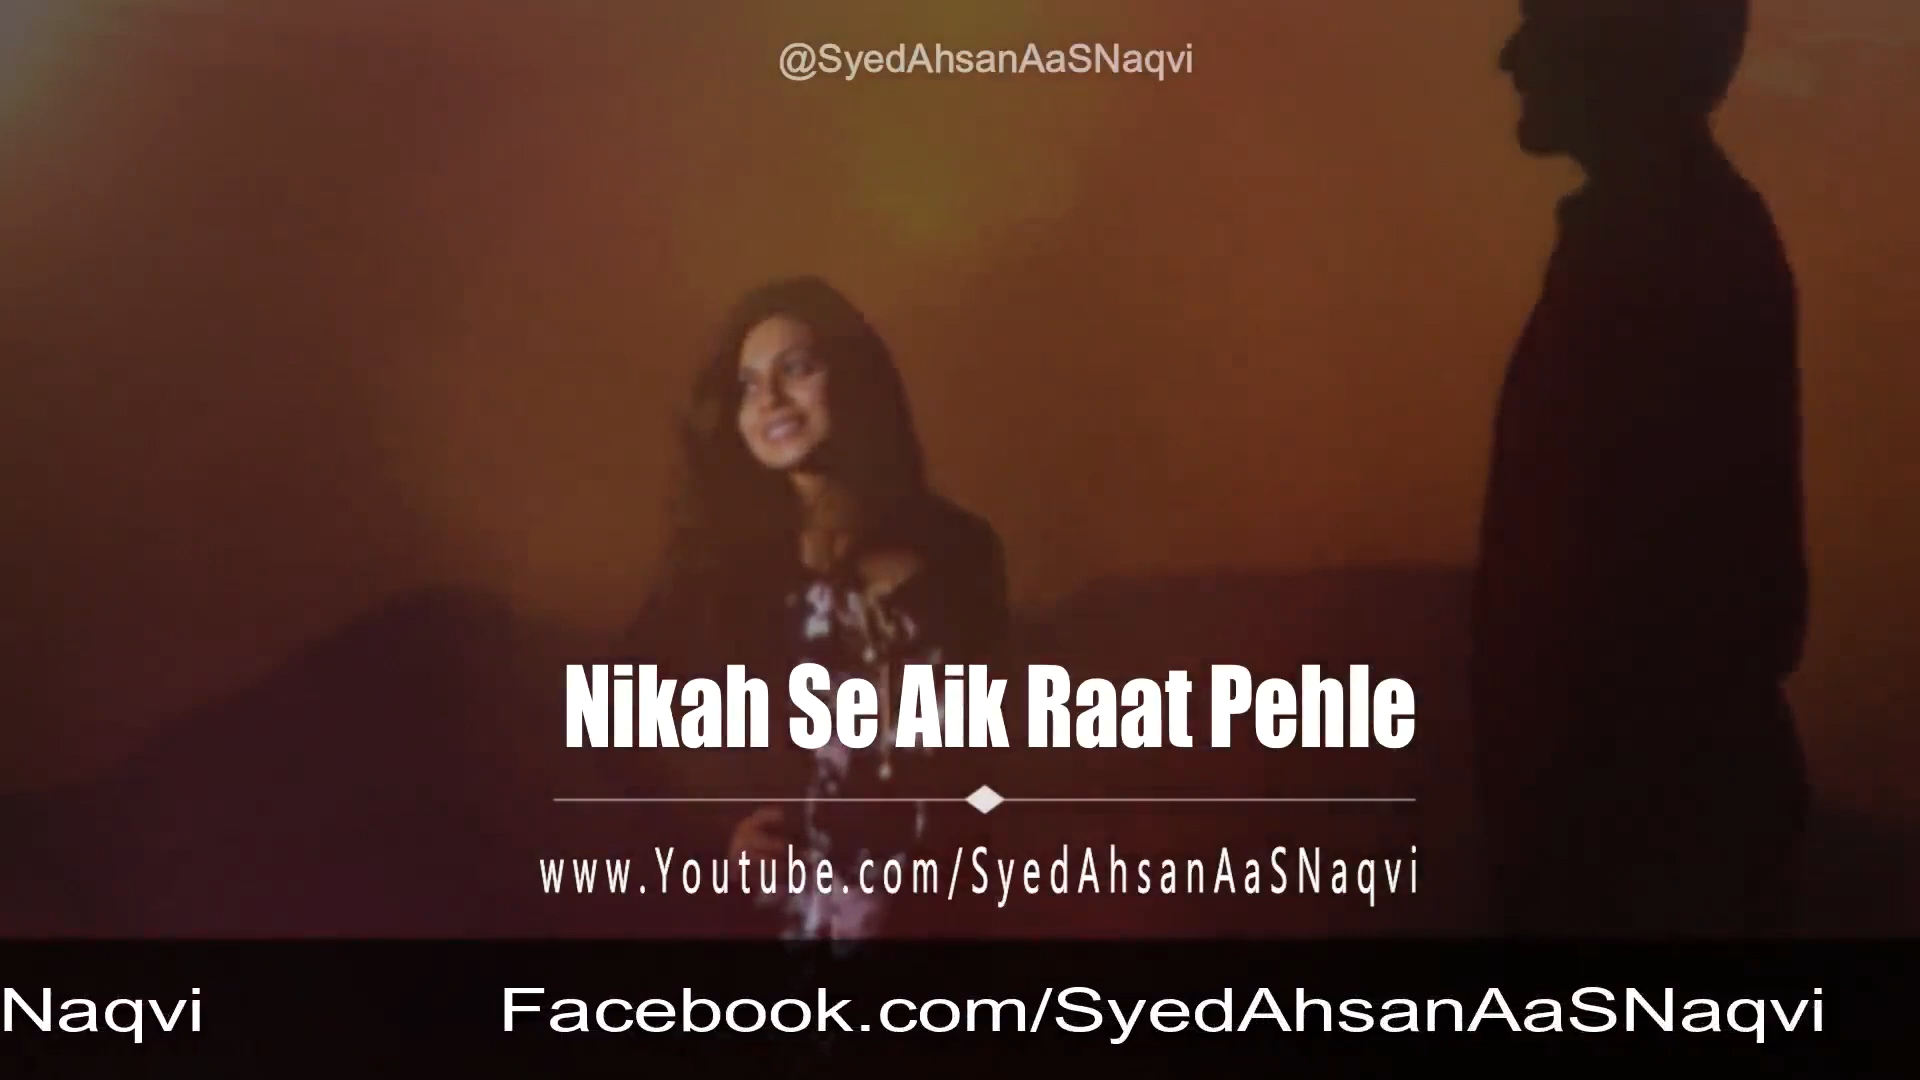 @SyedAhsanAaSNaqvi
Nikah Se Aik Raat Pehle
www.Youtube.com/SyedAhsanAaSNaqvi
Naqvi Facebook.com/SyedAhsanAaSNaqvi